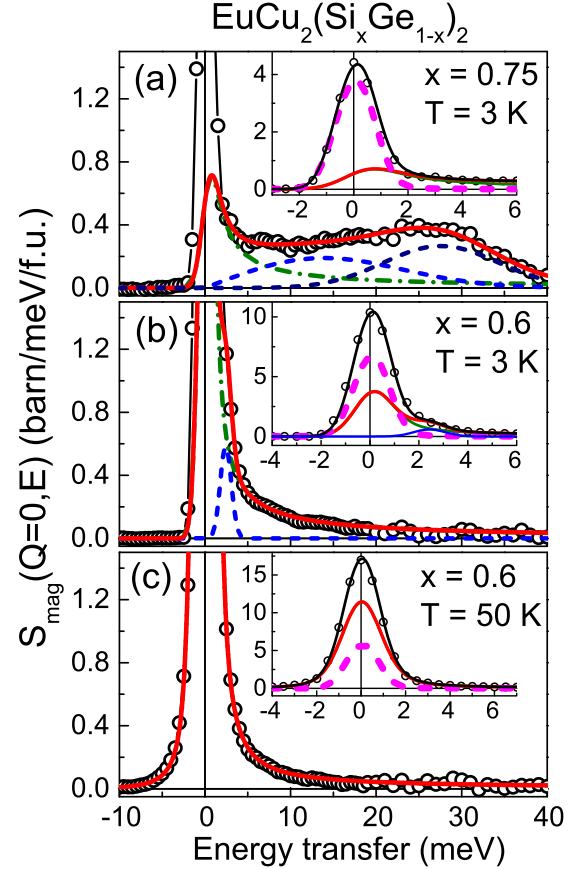 EuCu2(SixGe1-x)2
(a)
x = 0.75
T = 3 K
1.2
0.8
0.4
0.0
4
2
0
-2 0 2 4 6
(b)
x = 0.6
T = 3 K
1.2
0.8
0.4
0.0
10
5
0
-4 -2 0 2 4 6
(c)
x = 0.6
T = 50 K
1.2
0.8
0.4
0.0
15
10
5
0
-4 -2 0 2 4 6
-10 0 10 20 30 40
Energy transfer (meV)
Smag(Q=0,E) (barn/meV/f.u.)